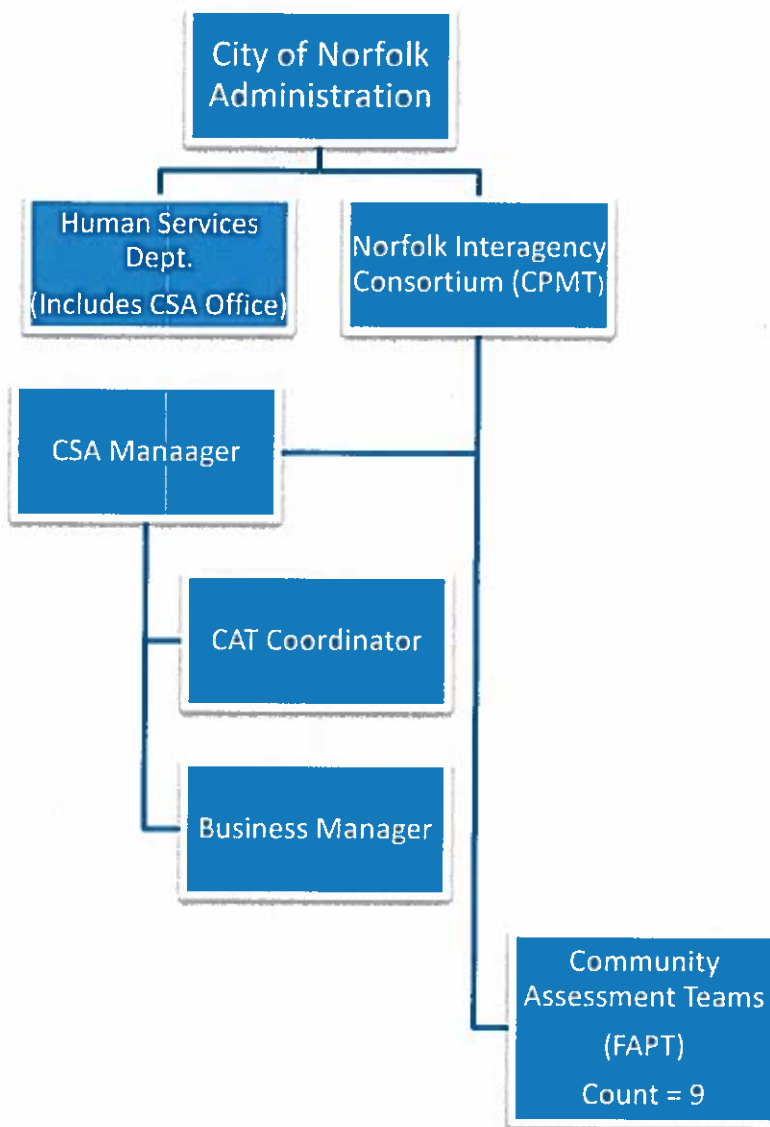 City of Norfolk
Administration
Human Services
Dept.
(Includes CSA Office)
Norfolk Interagency
Consortium (CPMT)
CSA Manaager
CAT Coordinator
Business Manager
Community
Assessment Teams
(FAPT)
Count = 9